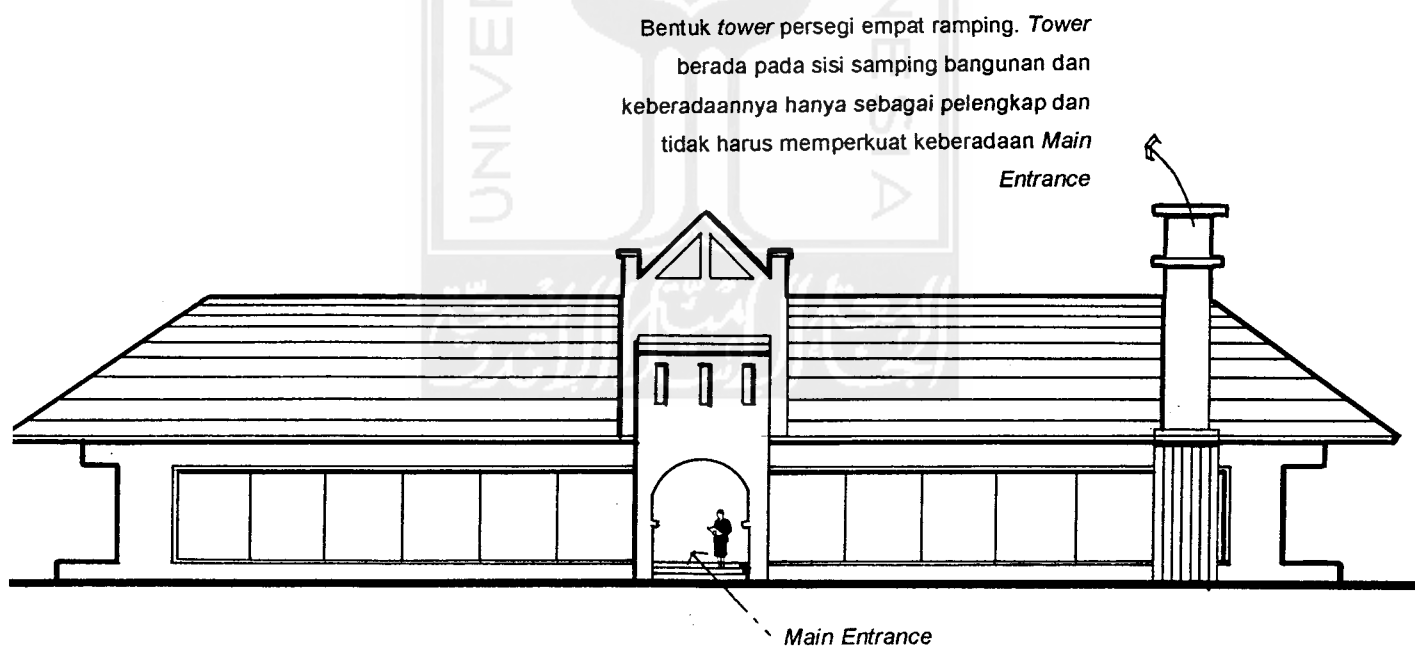 Bentuk tower persegi empat ramping. Tower
berada pada sisi samping bangunan dan
keberadaannya hanya sebagai pelengkap dan
tidak harus memperkuat keberadaan Main
Entrance
Main Entrance